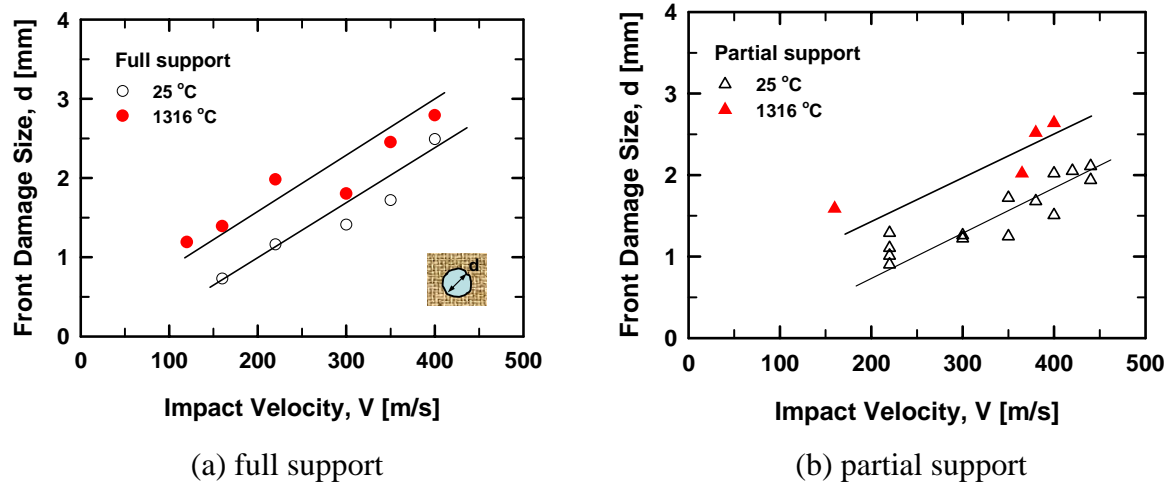 4
3
2
1
0
Front Damage Size, d [mm]
Full support
25 °C
1316 °C
d
0 100 200 300 400 500
Impact Velocity, V [m/s]
(a) full support
4
3
2
1
0
Front Damage Size, d [mm]
Partial support
25 °C
1316 °C
0 100 200 300 400 500
Impact Velocity, V [m/s]
(b) partial support